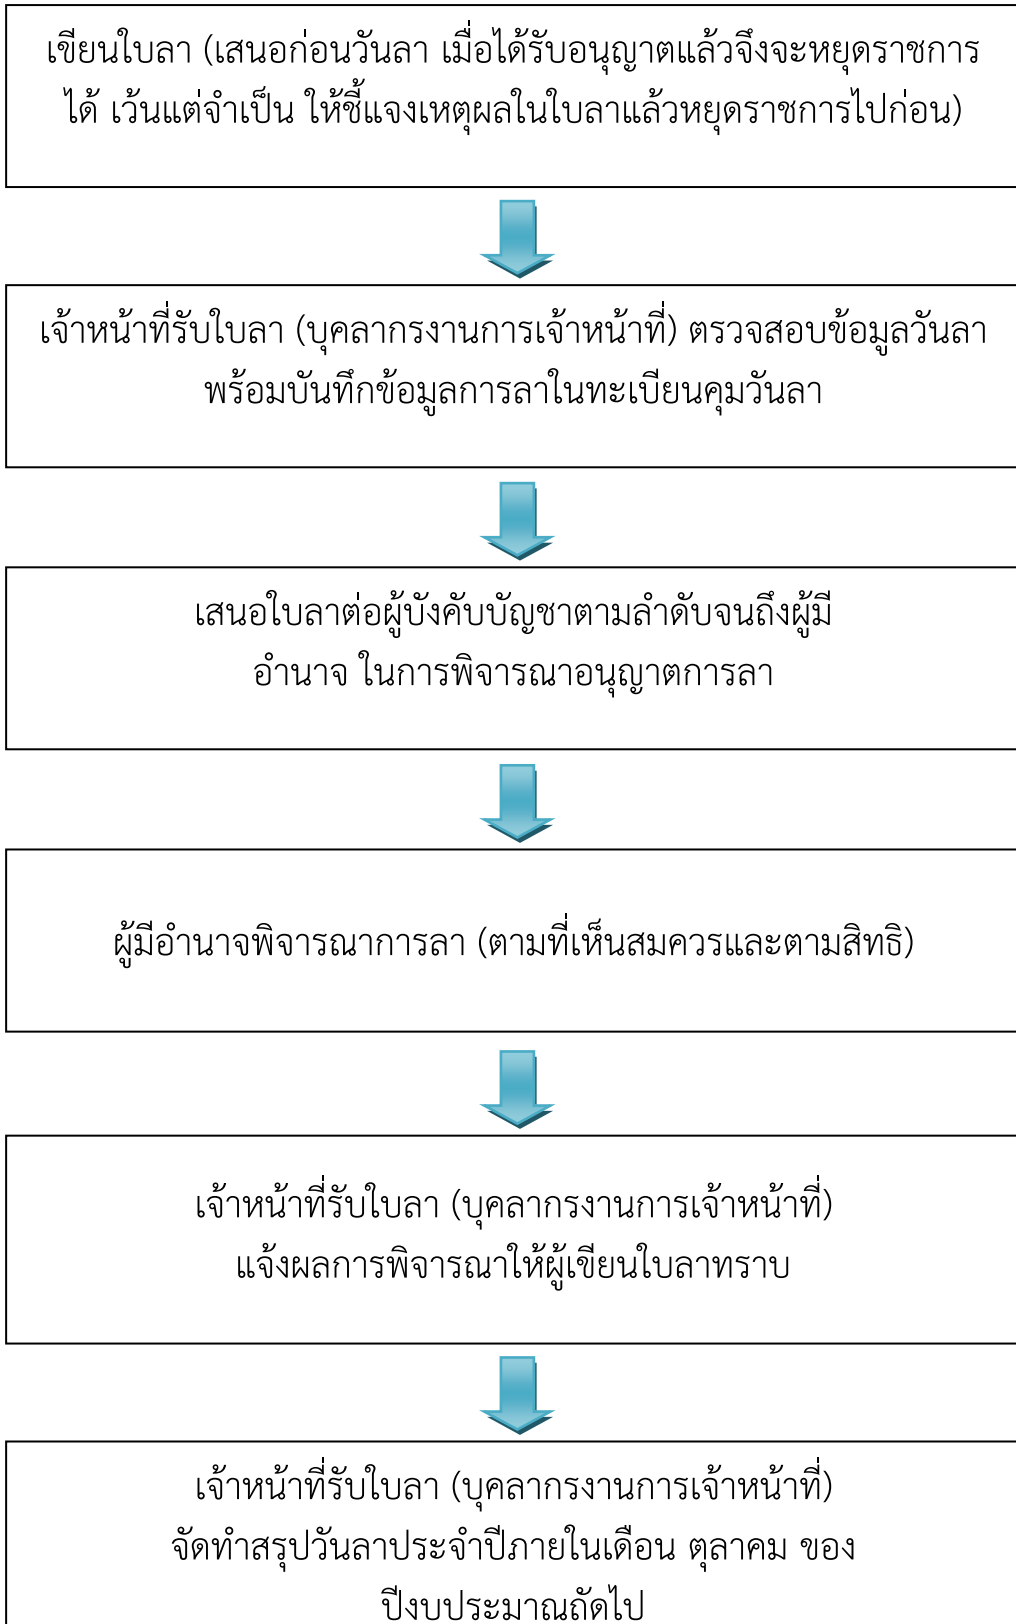 เขียนใบลา (เสนอก่อนวันลา เมื่อได้รับอนุญาตแล้วจึงจะหยุดราชการ
ได้ เว้นแต่จำเป็น ให้ชี้แจงเหตุผลในใบลาแล้วหยุดราชการไปก่อน)
เจ้าหน้าที่รับใบลา (บุคลากรงานการเจ้าหน้าที่) ตรวจสอบข้อมูลวันลา
พร้อมบันทึกข้อมูลการลาในทะเบียนคุมวันลา
เสนอใบลาต่อผู้บังคับบัญชาตามลำดับจนถึงผู้มี
อำนาจ ในการพิจารณาอนุญาตการลา
ผู้มีอำนาจพิจารณาการลา (ตามที่เห็นสมควรและตามสิทธิ)
เจ้าหน้าที่รับใบลา (บุคลากรงานการเจ้าหน้าที่)
แจ้งผลการพิจารณาให้ผู้เขียนใบลาทราบ
เจ้าหน้าที่รับใบลา (บุคลากรงานการเจ้าหน้าที่)
จัดทำสรุปวันลาประจำปีภายในเดือน ตุลาคม ของ
ปีงบประมาณถัดไป